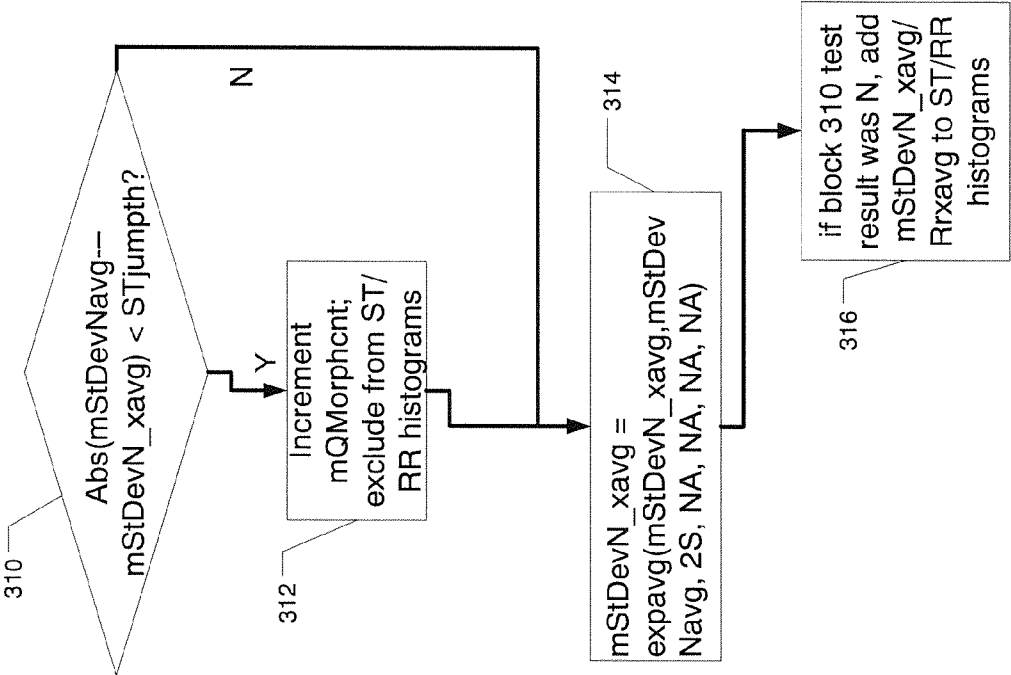 310
Abs(mStDevNavg--
mStDevN_xavg) < STjumpth?
N
Y
312
Increment
mQMorphcnt;
exclude from ST/
RR histograms
314
mStDevN_xavg =
expavg(mStDevN_xavg,mStDev
Navg, 2S, NA, NA, NA, NA)
316
if block 310 test
result was N, add
mStDevN_xavg/
Rrxavg to ST/RR
histograms